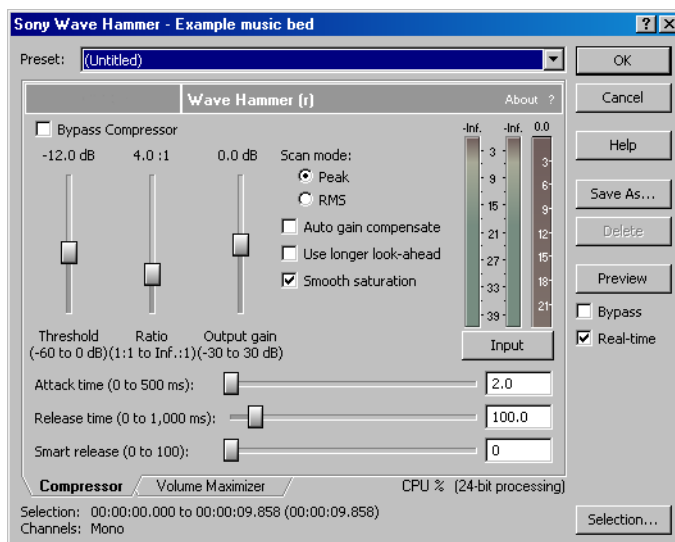 Sony Wave Hammer - Example music bed
Preset: (Untitled)
OK
Wave Hammer (r) About ?
Cancel
Bypass Compressor
-Inf. -Inf. 0.0
-12.0 dB 4.0 :1 0.0 dB Scan mode:
Help
Peak
RMS
Save As...
Auto gain compensate
Delete
Use longer look-ahead
Smooth saturation
Preview
3 9 15 21 27 33 39
3 6 9 12 15 18 21
Bypass
Real-time
Threshold Ratio Output gain
(-60 to 0 dB)(1:1 to Inf.:1)(-30 to 30 dB)
Input
Attack time (0 to 500 ms): 2.0
Release time (0 to 1,000 ms): 100.0
Smart release (0 to 100): 0
Compressor Volume Maximizer CPU % (24-bit processing)
Selection: 00:00:00.000 to 00:00:09.858 (00:00:09.858)
Channels: Mono
Selection...